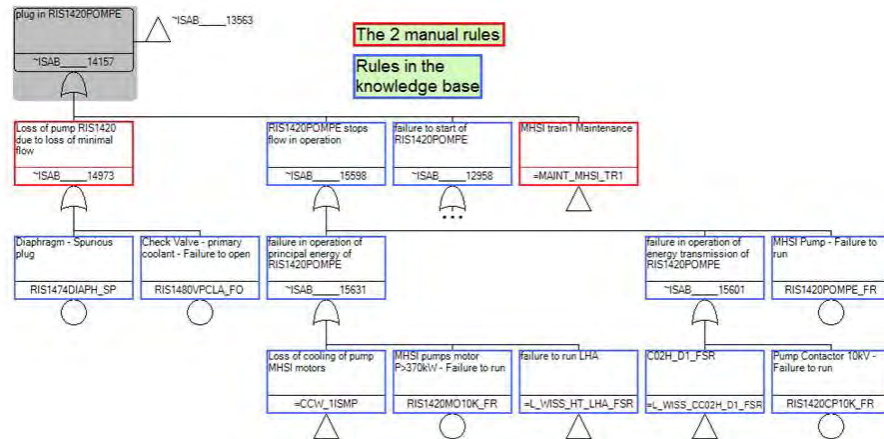 plug in RIS1420POMPE
~ISAB_____13563
~ISAB_____14157
The 2 manual rules
Rules in the
knowledge base
Loss of pump RIS1420
due to loss of minimal
flow
~ISAB_____14973
RIS1420POMPE stops
flow in operation
~ISAB_____15598
failure to start of
RIS1420POMPE
~ISAB_____12958
MHSI train1 Maintenance
=MAINT_MHSI_TR1
...
Diaphragm - Spurious
plug
RIS1474DIAPH_SP
Check Valve - primary
coolant - Failure to open
RIS1480VPCLA_FO
failure in operation of
principal energy of
RIS1420POMPE
~ISAB_____15631
failure in operation of
energy transmission of
RIS1420POMPE
~ISAB_____15601
MHSI Pump - Failure to
run
RIS1420POMPE_FR
Loss of cooling of pump
MHSI motors
=CCW_1ISMP
MHSI pumps motor
P>370kW - Failure to run
RIS1420MO10K_FR
failure to run LHA
=L_WISS_HT_LHA_FSR
C02H_D1_FSR
=L_WISS_CC02H_D1_FSR
Pump Contactor 10kV -
Failure to run
RIS1420CP10K_FR